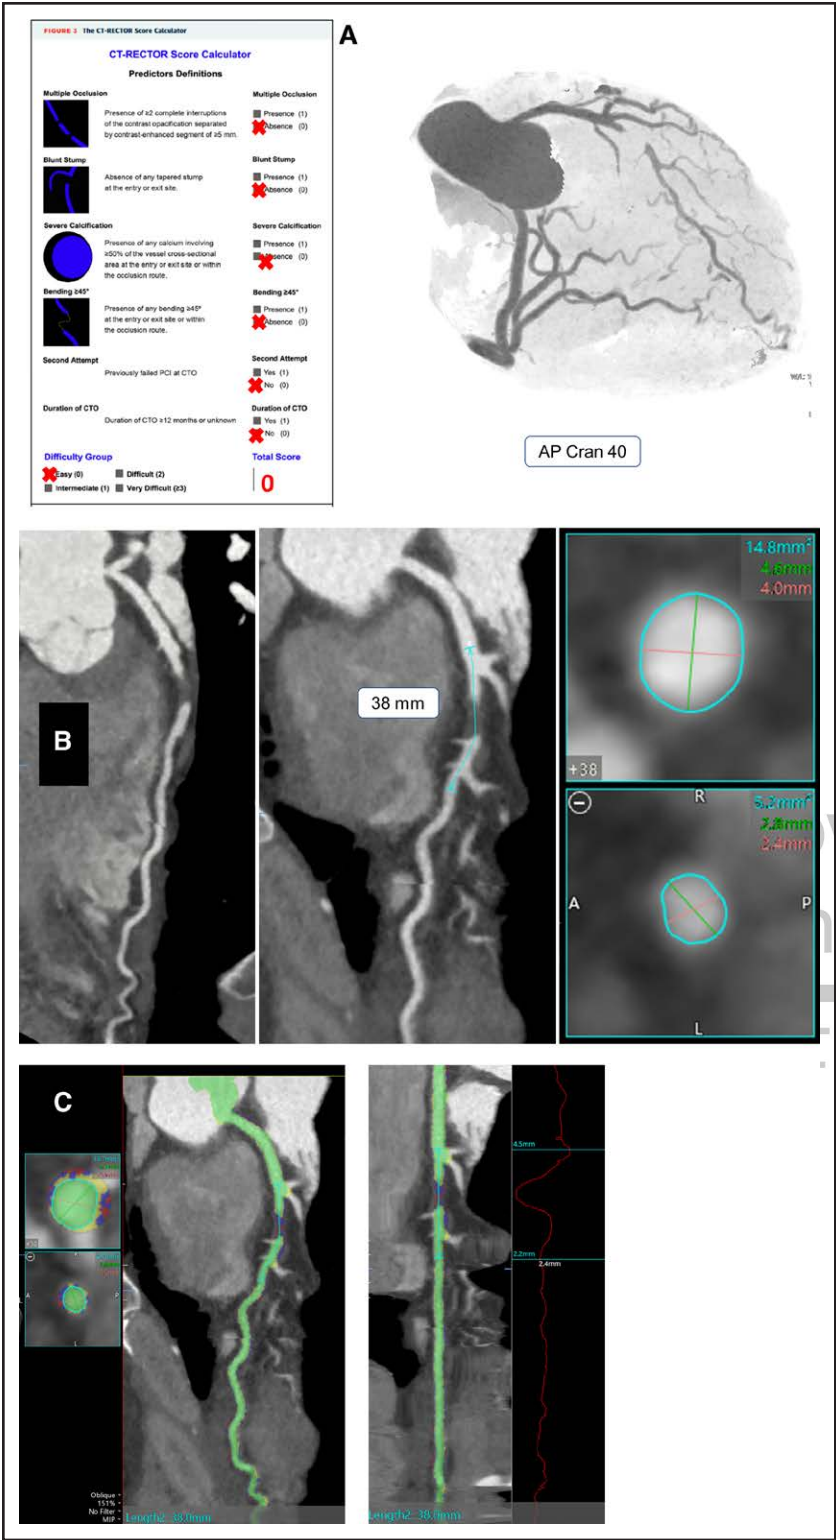 FIGURE 3 The CT-RECTOR Score Calculator
CT-RECTOR Score Calculator
Predictors Definitions
Multiple Occlusion
Presence of ≥2 complete interruptions
of the contrast opacification separated
by contrast-enhanced segment of ≥5 mm.
Multiple Occlusion
Presence (1)
Absence (0)
Blunt Stump
Absence of any tapered stump
at the entry or exit site.
Blunt Stump
Presence (1)
Absence (0)
Severe Calcification
Presence of any calcium involving
≥50% of the vessel cross-sectional
area at the entry or exit site or within
the occlusion route.
Severe Calcification
Presence (1)
(0)
Bending ≥45°
Presence of any bending ≥45°
at the entry or exit site or within
the occlusion route.
Bending ≥45°
Presence (1)
Absence (0)
Second Attempt
Previously failed PCI at CTO
Second Attempt
Yes (1)
No (0)
Duration of CTO
Duration of CTO ≥12 months or unknown
Duration of CTO
Yes (1)
No (0)
Difficulty Group
Easy (0)
Difficult (2)
Intermediate (1)
Very Difficult (≥3)
Total Score
0
A
AP Cran 40
B
38 mm
14.8mm²
4.6mm
4.0mm
+38
R
A
P
L
5.2mm²
2.8mm
2.4mm
C
A
P
L
Oblique
151%
No Filter
MIP
Length2: 38.0mm
4.5mm
2.2mm
2.4mm
Length2: 38.0mm